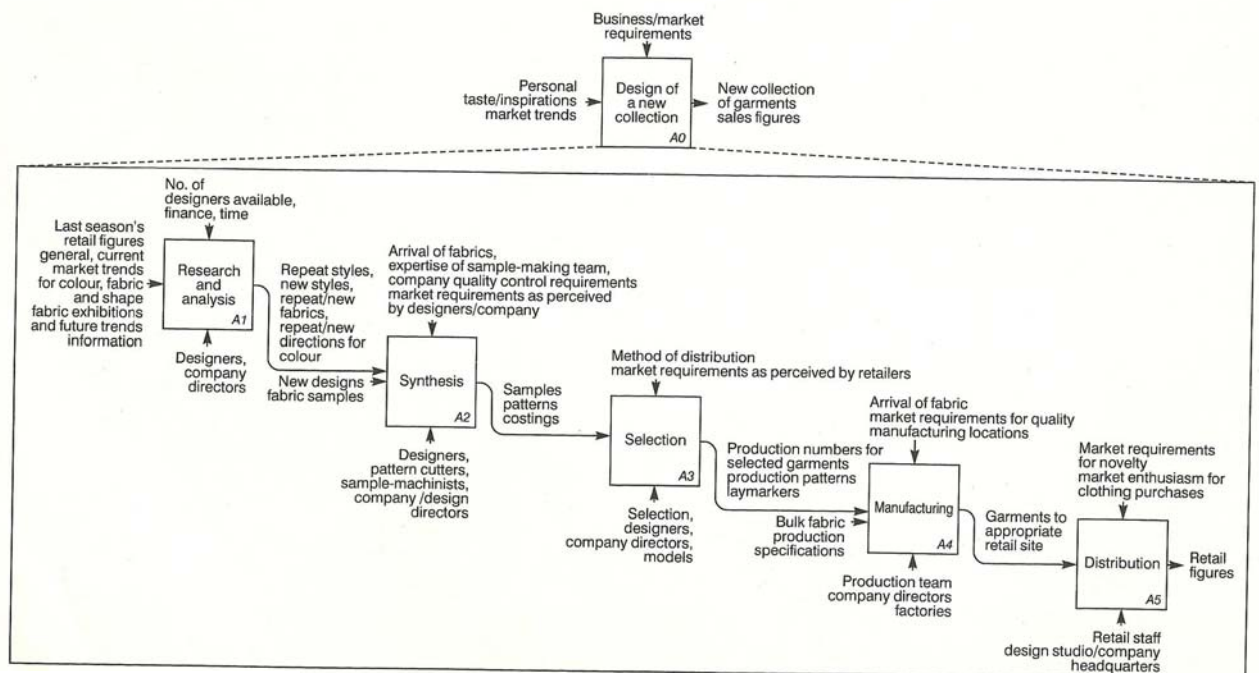 Business/market
requirements
Personal
taste/inspirations
market trends
Design of
a new
collection
A0
New collection
of garments
sales figures
No. of
designers available,
finance, time
Last season's
retail figures
general, current
market trends
for colour, fabric
and shape
fabric exhibitions
and future trends
information
Research
and
analysis
A1
Designers,
company
directors
Repeat styles,
new styles,
repeat/new
fabrics,
repeat/new
directions for
colour
New designs
fabric samples
Arrival of fabrics,
expertise of sample-making team,
company quality control requirements
market requirements as perceived
by designers/company
Synthesis
A2
Designers,
pattern cutters,
sample-machinists,
company /design
directors
Samples
patterns
costings
Method of distribution
market requirements as perceived by retailers
Selection
A3
Selection,
designers,
company directors,
models
Production numbers for
selected garments
production patterns
laymarkers
Bulk fabric
production
specifications
Arrival of fabric
market requirements for quality
manufacturing locations
Manufacturing
A4
Production team
company directors
factories
Garments to
appropriate
retail site
Market requirements
for novelty
market enthusiasm for
clothing purchases
Distribution
A5
Retail
figures
Retail staff
design studio/company
headquarters